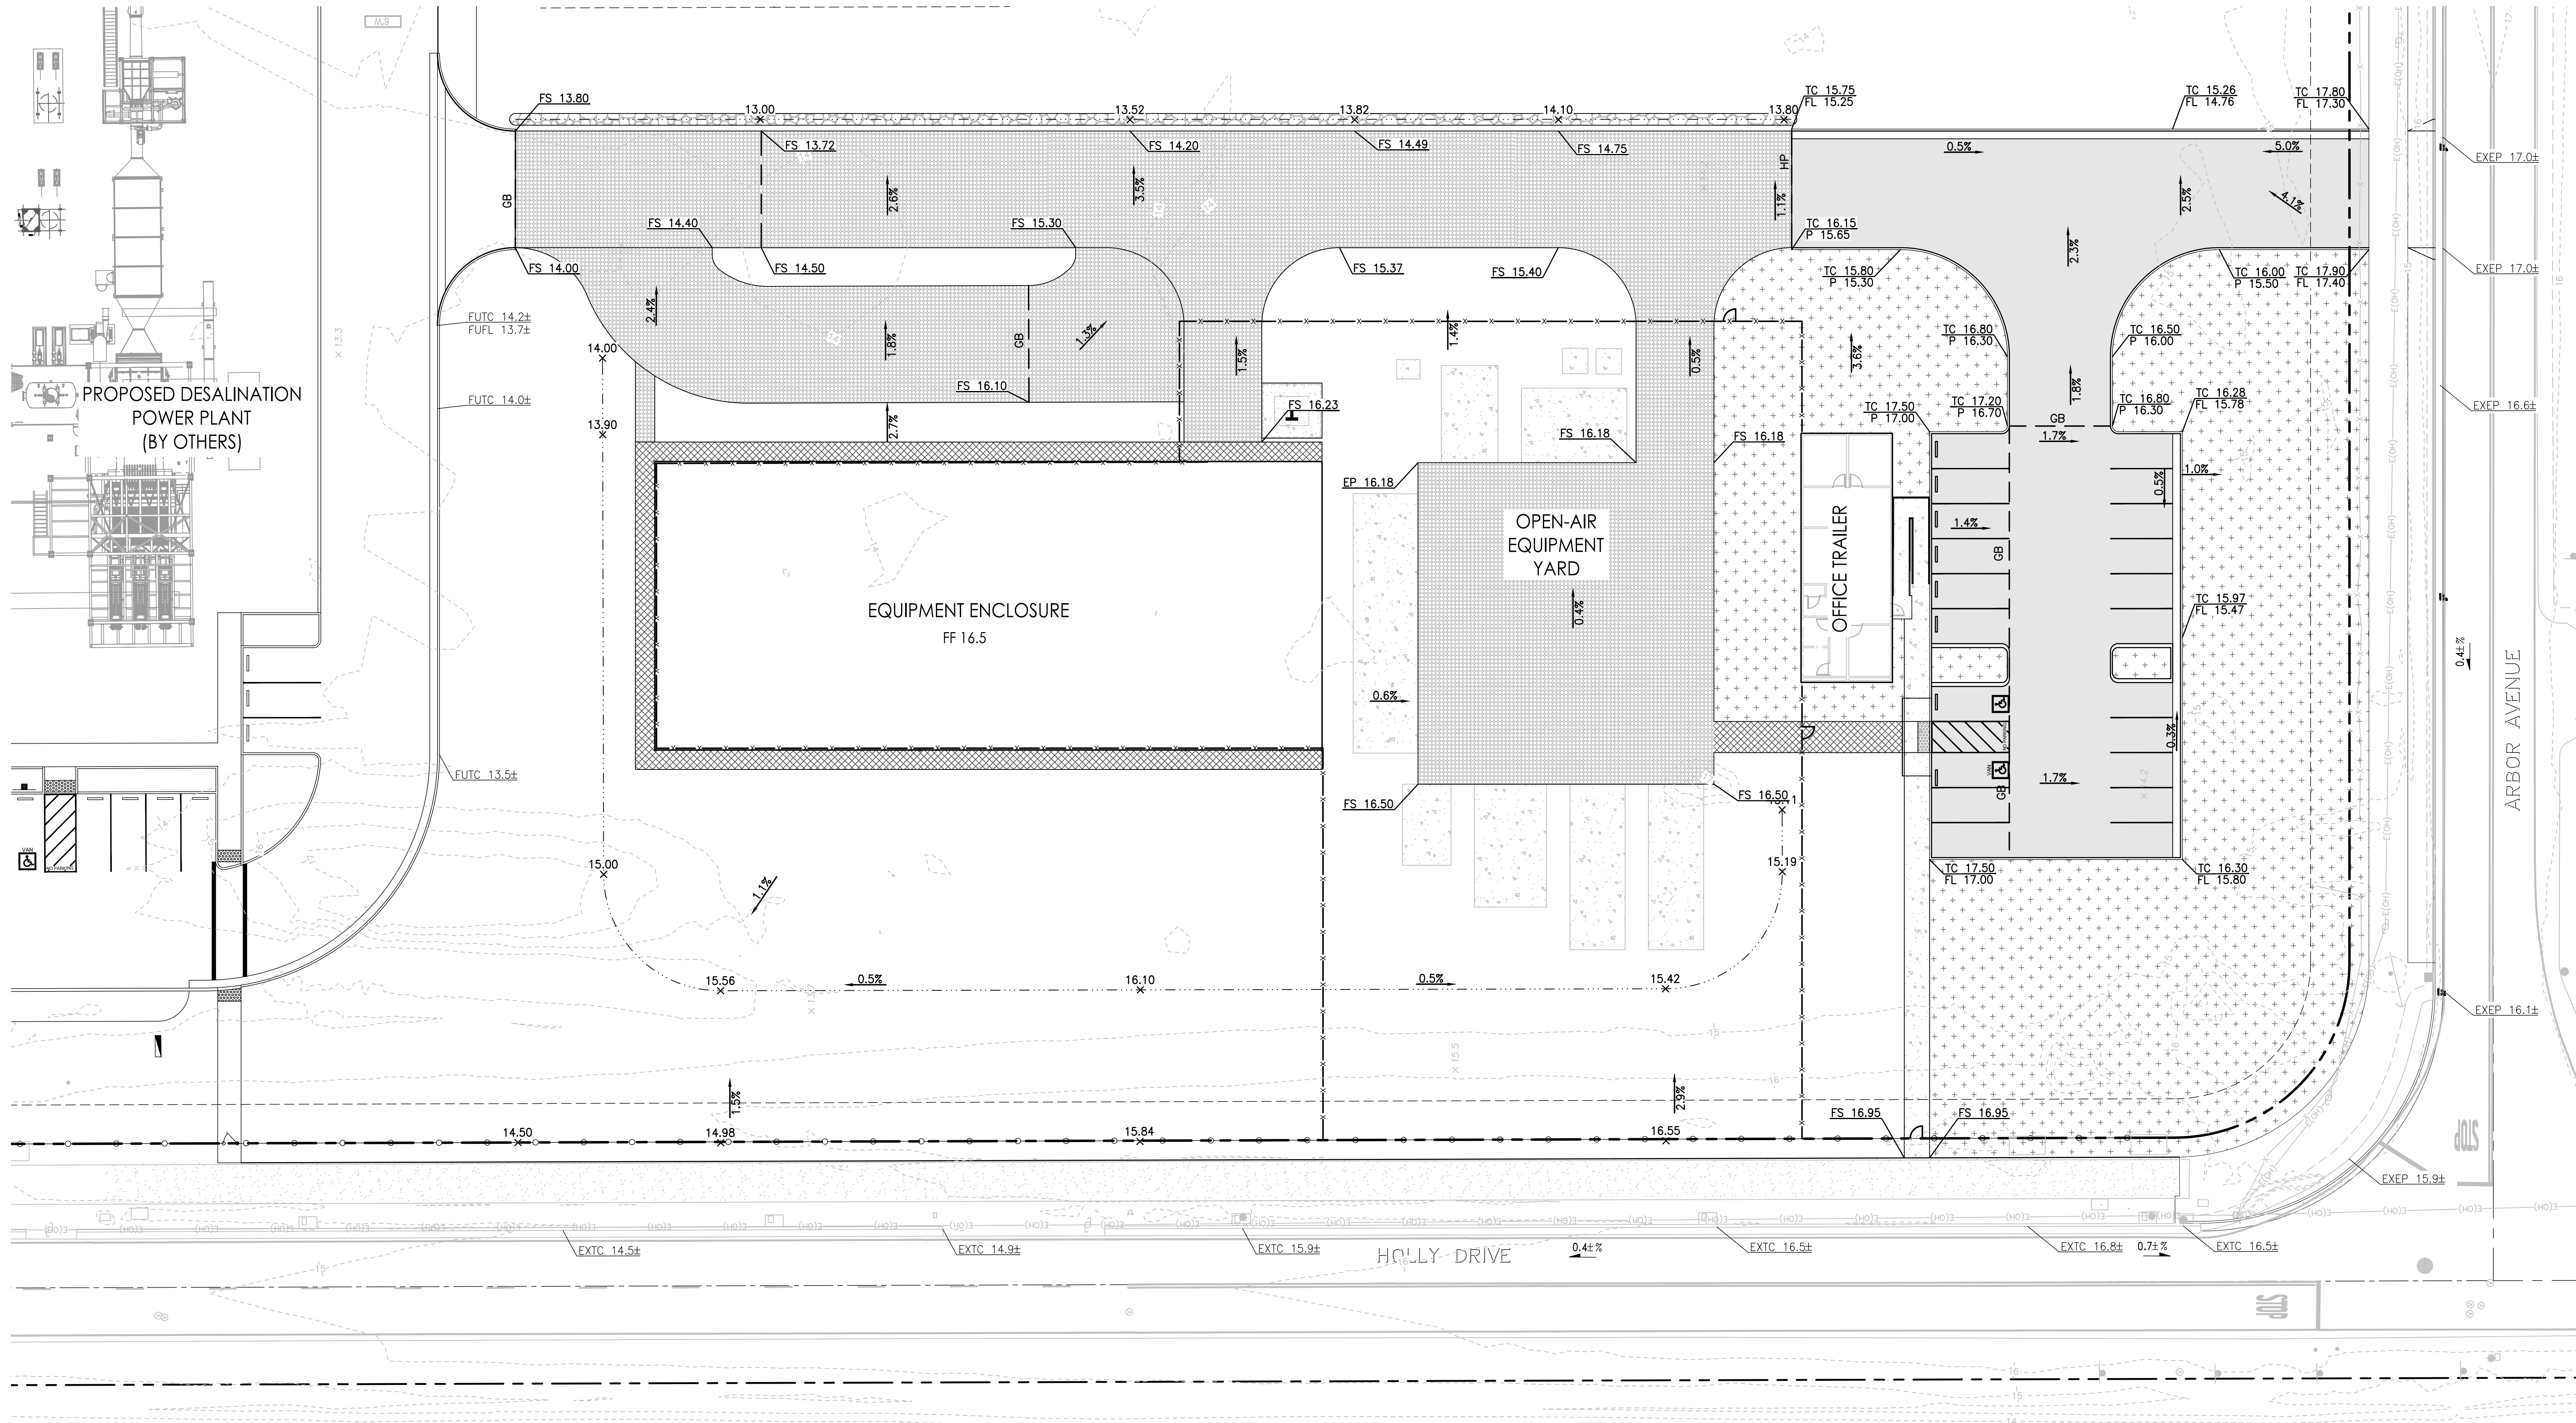 FS 13.80
13.00
13.52
13.82
14.10
13.80
TC 15.75
FL 15.25
TC 15.26
FL 14.76
TC 17.80
FL 17.30
FS 13.72
FS 14.20
FS 14.49
FS 14.75
HP
0.5%
5.0%
EXEP 17.0±
GB
2.6%
3.5%
1.1%
2.5%
4.1%
FS 14.40
FS 15.30
TC 16.15
P 15.65
2.3%
FS 14.00
FS 14.50
FS 15.37
FS 15.40
TC 15.80
P 15.30
TC 16.00
P 15.50
TC 17.90
FL 17.40
EXEP 17.0±
2.4%
FUTC 14.2±
FUFL 13.7±
1.8%
GB
1.3%
1.5%
1.4%
0.5%
3.6%
TC 16.80
P 16.30
TC 16.50
P 16.00
14.00
× 13.3
PROPOSED DESALINATION
POWER PLANT
(BY OTHERS)
FUTC 14.0±
FS 16.10
1.8%
TC 16.28
FL 15.78
EXEP 16.6±
13.90
2.7%
FS 16.23
TC 17.50
P 17.00
TC 17.20
P 16.70
TC 16.80
P 16.30
GB
1.7%
FS 16.18
FS 16.18
EP 16.18
1.0%
0.5%
OPEN-AIR
EQUIPMENT
YARD
OFFICE TRAILER
1.4%
GB
EQUIPMENT ENCLOSURE
FF 16.5
0.4%
TC 15.97
FL 15.47
0.4±%
ARBOR AVENUE
0.6%
0.3%
FUTC 13.5±
VAN
1.7%
GB
FS 16.50
FS 16.50
VAN
NO PARKING
15.00
1.1%
15.19
TC 17.50
FL 17.00
TC 16.30
FL 15.80
15.56
0.5%
16.10
0.5%
15.42
EXEP 16.1±
× 15.5
1.5%
2.9%
FS 16.95
FS 16.95
14.50
14.98
15.84
16.55
STOP
EXEP 15.9±
E(OH)
EXTC 14.5±
EXTC 14.9±
EXTC 15.9±
HOLLY DRIVE
0.4±%
EXTC 16.5±
EXTC 16.8±
0.7±%
EXTC 16.5±
15
16
STOP
16
15
14